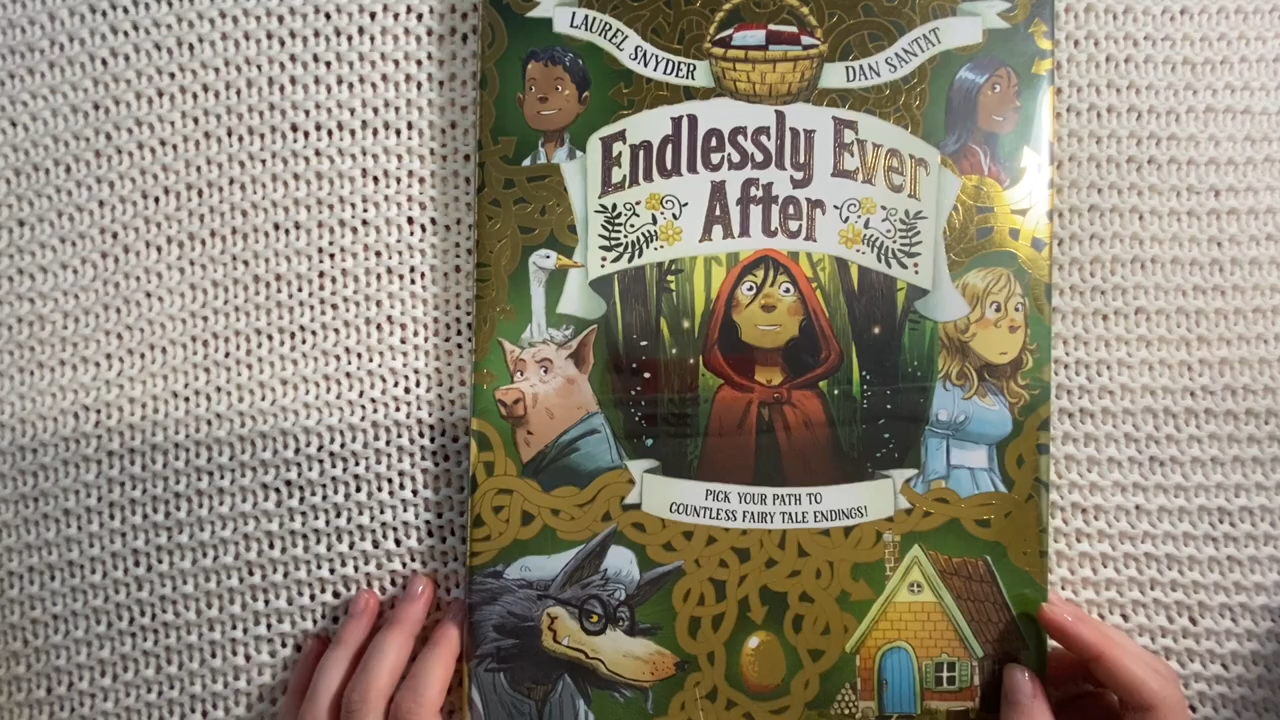 LAUREL SNYDER
DAN SANTAT
Endlessly Ever
After
PICK YOUR PATH TO
COUNTLESS FAIRY TALE ENDINGS!